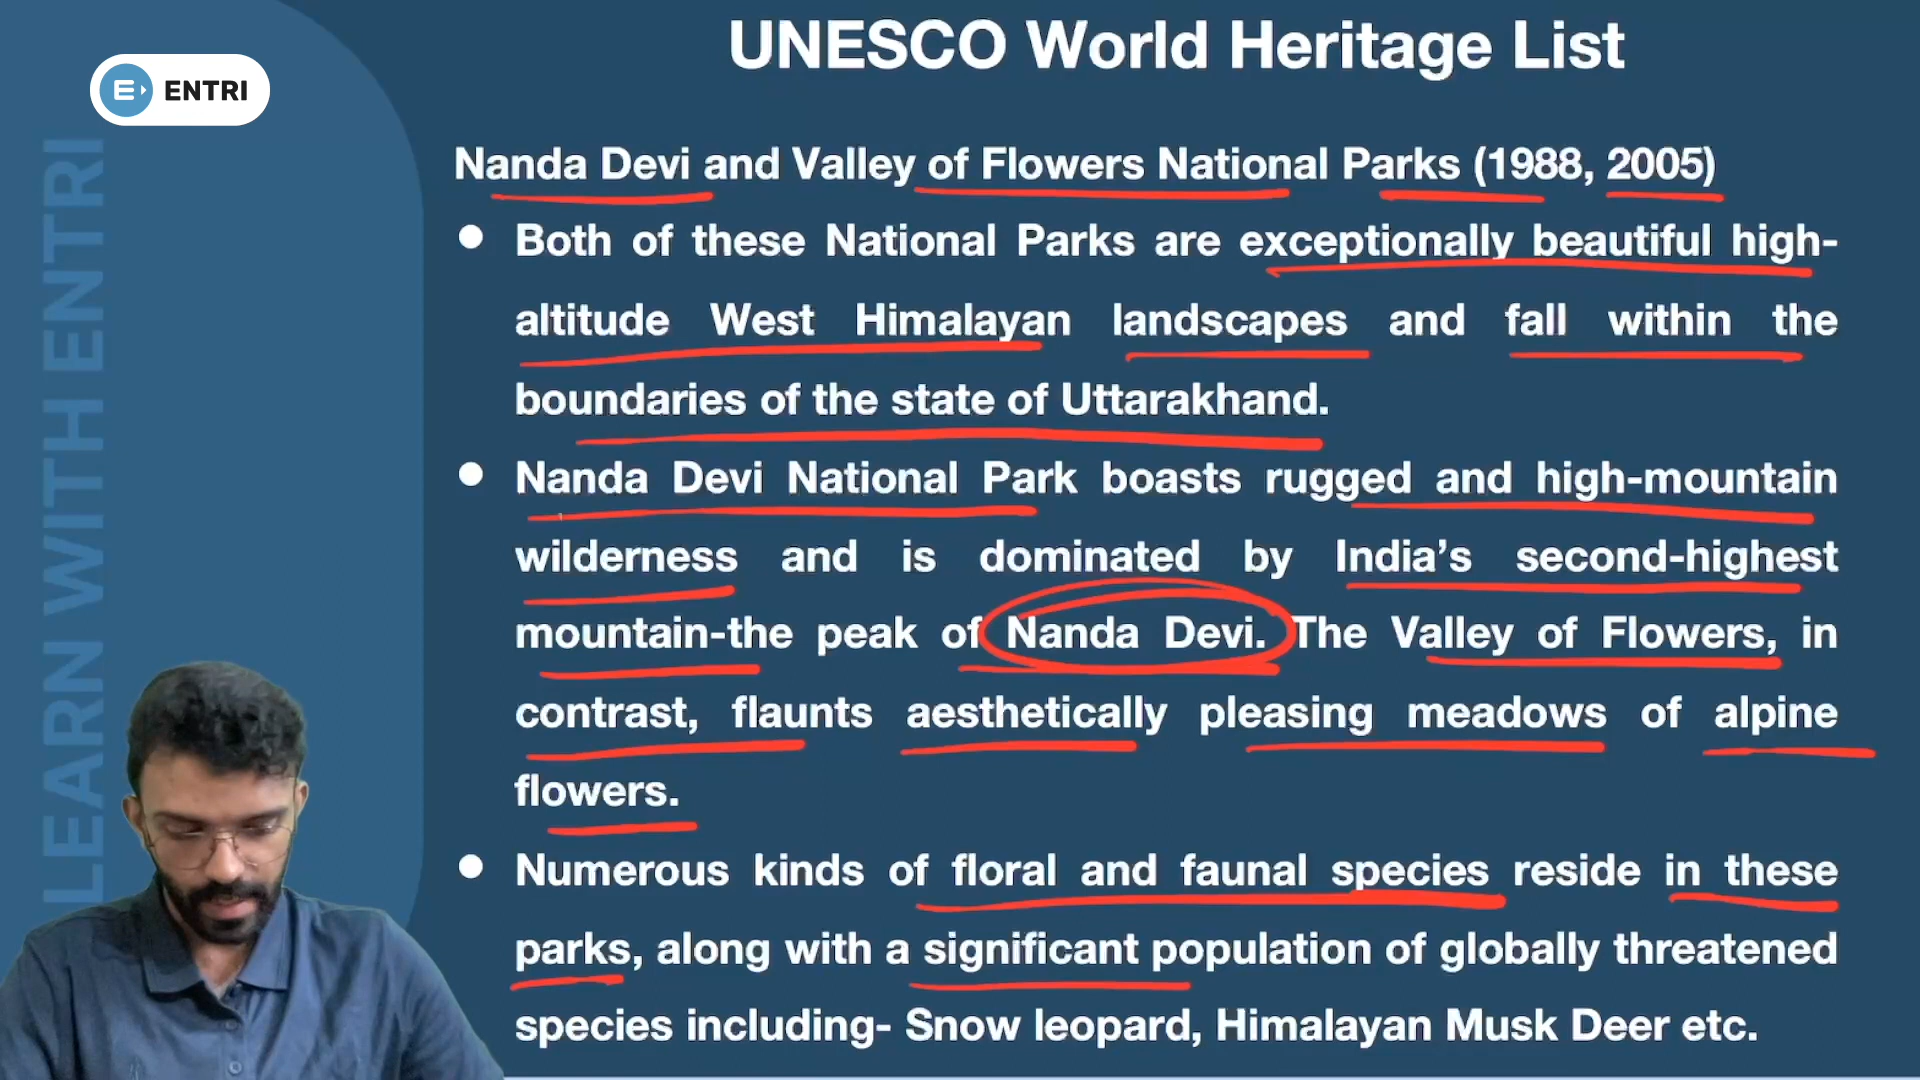 UNESCO World Heritage List
ENTRI
LEARN WITH ENTRI
Nanda Devi and Valley of Flowers National Parks (1988, 2005)
● Both of these National Parks are exceptionally beautiful high-
altitude West Himalayan landscapes and fall within the
boundaries of the state of Uttarakhand.
● Nanda Devi National Park boasts rugged and high-mountain
wilderness and is dominated by India’s second-highest
mountain-the peak of Nanda Devi. The Valley of Flowers, in
contrast, flaunts aesthetically pleasing meadows of alpine
flowers.
● Numerous kinds of floral and faunal species reside in these
parks, along with a significant population of globally threatened
species including- Snow leopard, Himalayan Musk Deer etc.